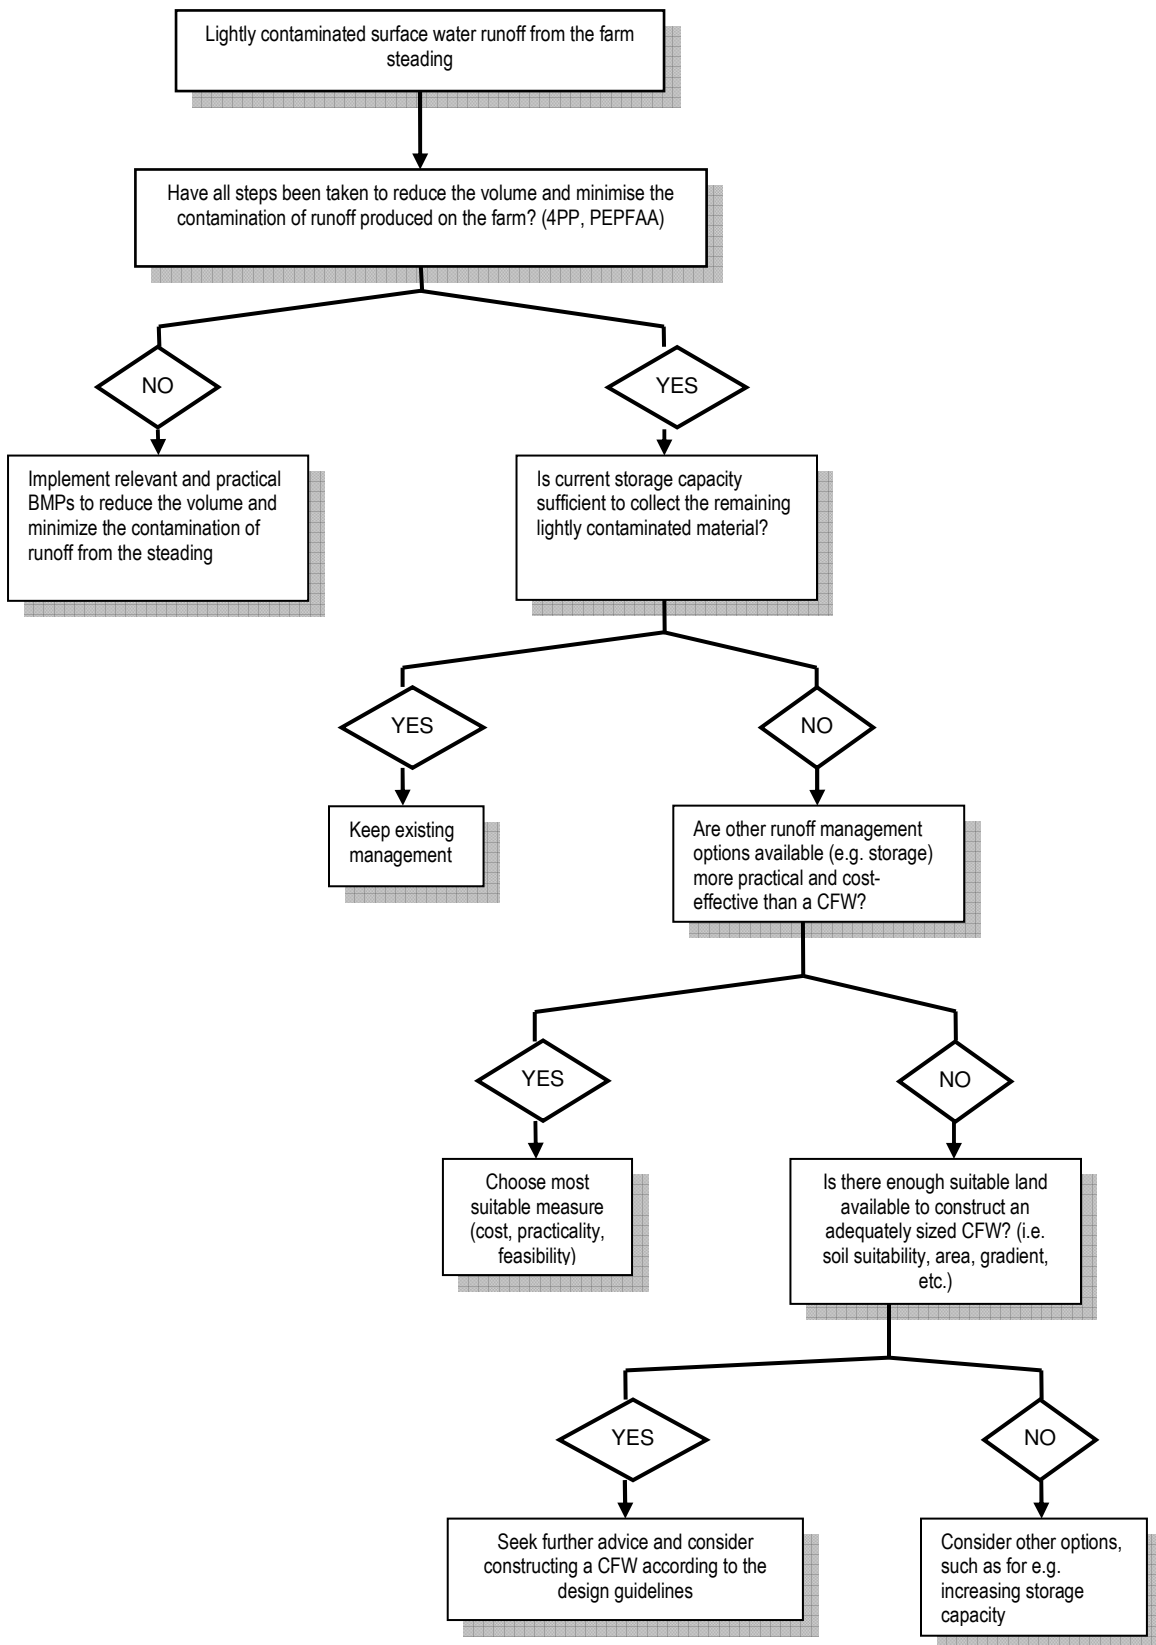 Lightly contaminated surface water runoff from the farm
steading
Have all steps been taken to reduce the volume and minimise the
contamination of runoff produced on the farm? (4PP, PEPFAA)
NO
YES
Implement relevant and practical
BMPs to reduce the volume and
minimize the contamination of
runoff from the steading
Is current storage capacity
sufficient to collect the remaining
lightly contaminated material?
YES
NO
Keep existing
management
Are other runoff management
options available (e.g. storage)
more practical and cost-
effective than a CFW?
YES
NO
Choose most
suitable measure
(cost, practicality,
feasibility)
Is there enough suitable land
available to construct an
adequately sized CFW? (i.e.
soil suitability, area, gradient,
etc.)
YES
NO
Seek further advice and consider
constructing a CFW according to the
design guidelines
Consider other options,
such as for e.g.
increasing storage
capacity